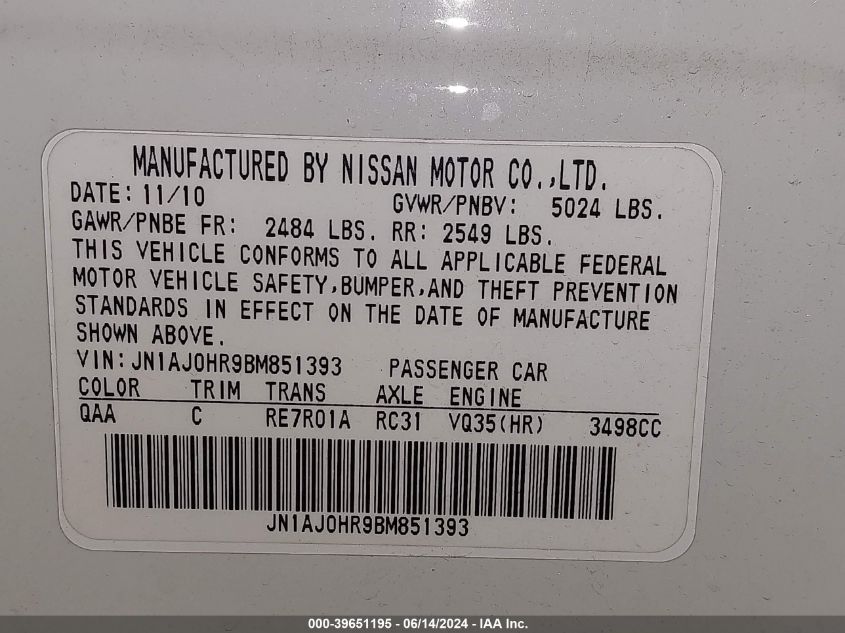 MANUFACTURED BY NISSAN MOTOR CO.,LTD.
DATE: 11/10 GVWR/PNBV: 5024 LBS.
GAWR/PNBE FR: 2484 LBS. RR: 2549 LBS.
THIS VEHICLE CONFORMS TO ALL APPLICABLE FEDERAL
MOTOR VEHICLE SAFETY,BUMPER,AND THEFT PREVENTION
STANDARDS IN EFFECT ON THE DATE OF MANUFACTURE
SHOWN ABOVE.
VIN:JN1AJ0HR9BM851393 PASSENGER CAR
COLOR TRIM TRANS AXLE ENGINE
QAA C RE7R01A RC31 VQ35(HR) 3498CC
JN1AJ0HR9BM851393
000-39651195 - 06/14/2024 - IAA Inc.